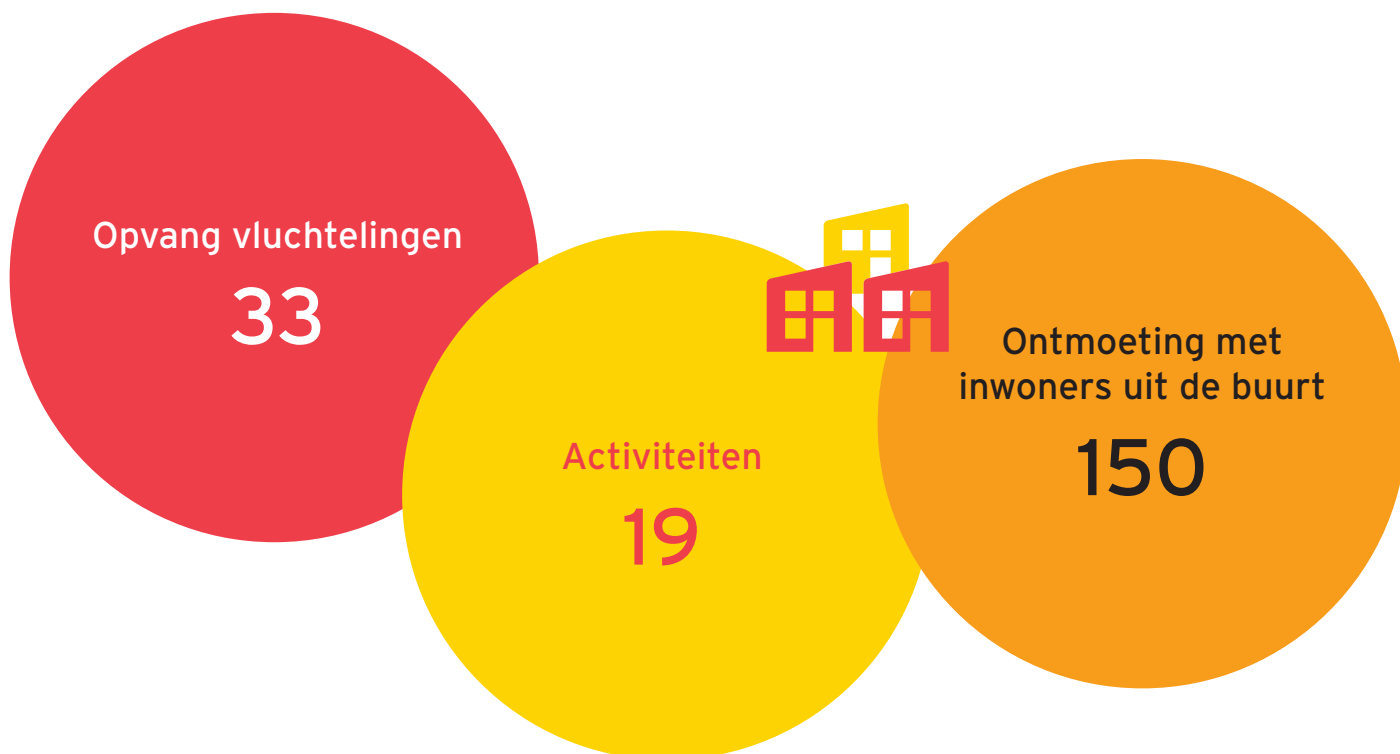 Opvang vluchtelingen
33
Activiteiten
19
Ontmoeting met
inwoners uit de buurt
150